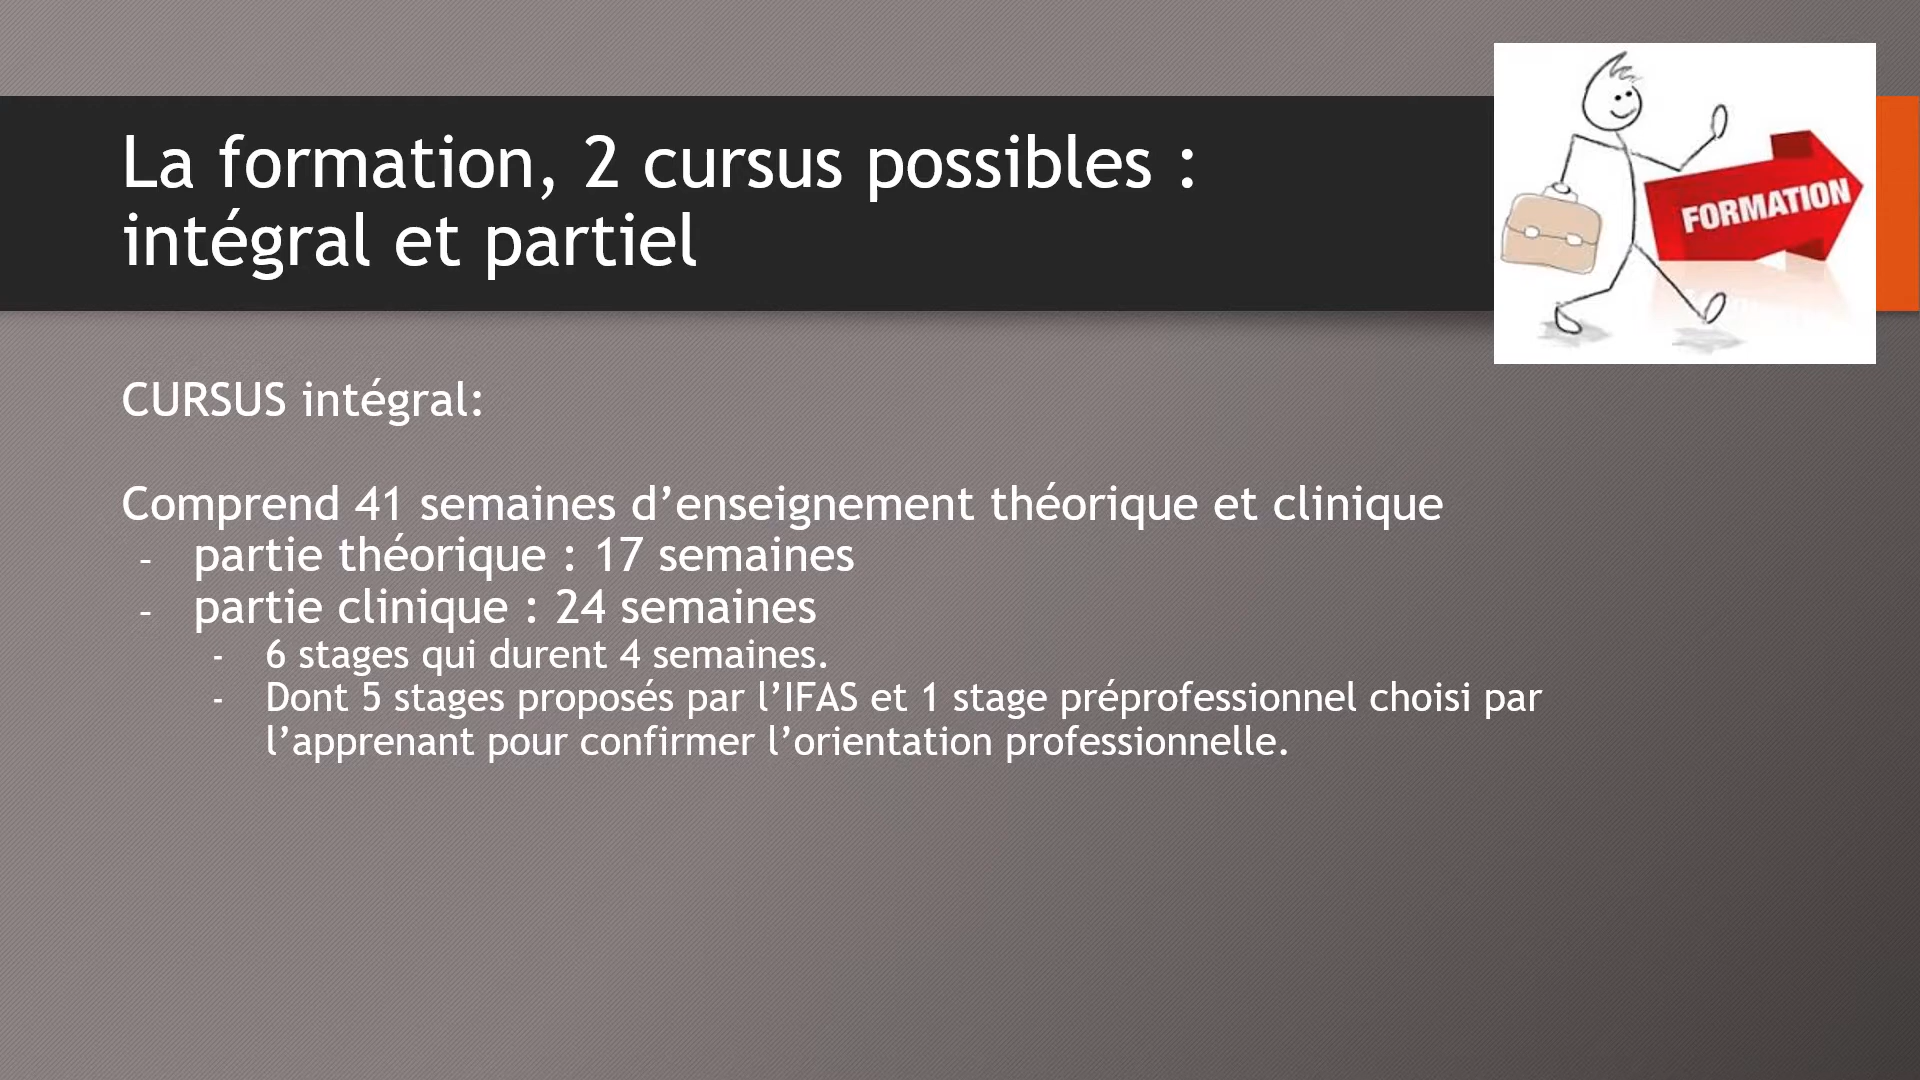 La formation, 2 cursus possibles :
intégral et partiel
FORMATION
CURSUS intégral:
Comprend 41 semaines d’enseignement théorique et clinique
- partie théorique : 17 semaines
- partie clinique : 24 semaines
- 6 stages qui durent 4 semaines.
- Dont 5 stages proposés par l’IFAS et 1 stage préprofessionnel choisi par
l’apprenant pour confirmer l’orientation professionnelle.